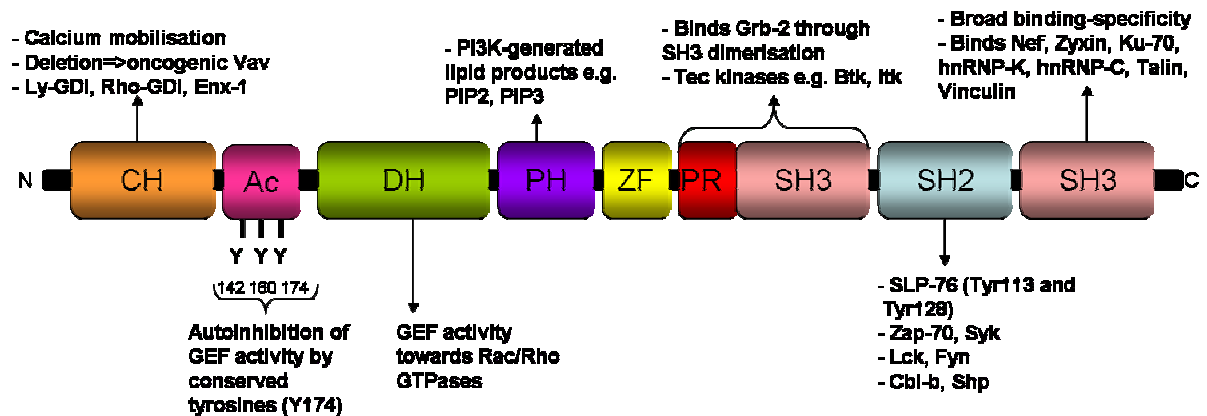 - Calcium mobilisation
- Deletion=>oncogenic Vav
- Ly-GDI, Rho-GDI, Enx-1
- PI3K-generated
lipid products e.g.
PIP2, PIP3
- Binds Grb-2 through
SH3 dimerisation
- Tec kinases e.g. Btk, Itk
- Broad binding-specificity
- Binds Nef, Zyxin, Ku-70,
hnRNP-K, hnRNP-C, Talin,
Vinculin
N CH Ac DH PH ZF PR SH3 SH2 SH3 C
Y Y Y
142 160 174
Autoinhibition of
GEF activity by
conserved
tyrosines (Y174)
GEF activity
towards Rac/Rho
GTPases
- SLP-76 (Tyr113 and
Tyr128)
- Zap-70, Syk
- Lck, Fyn
- Cbl-b, Shp